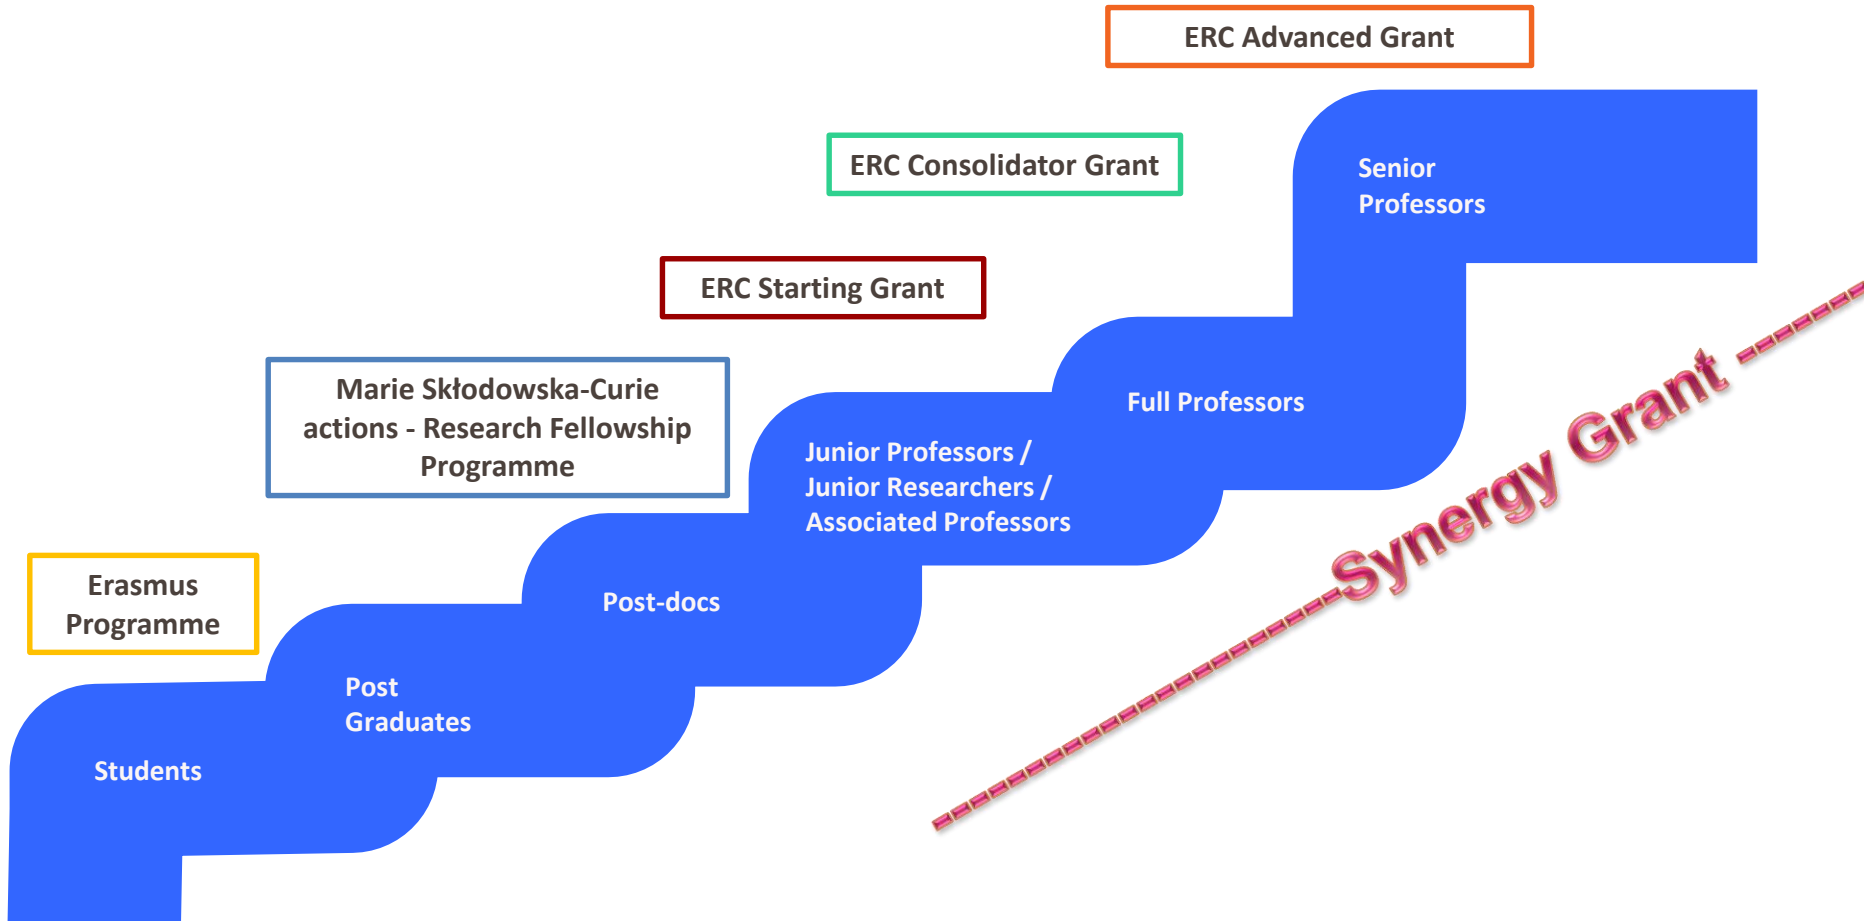 ERC Advanced Grant
ERC Consolidator Grant
Senior
Professors
ERC Starting Grant
Marie Skłodowska-Curie
actions - Research Fellowship
Programme
Full Professors
Junior Professors /
Junior Researchers /
Associated Professors
Synergy Grant
Erasmus
Programme
Post-docs
Post
Graduates
Students